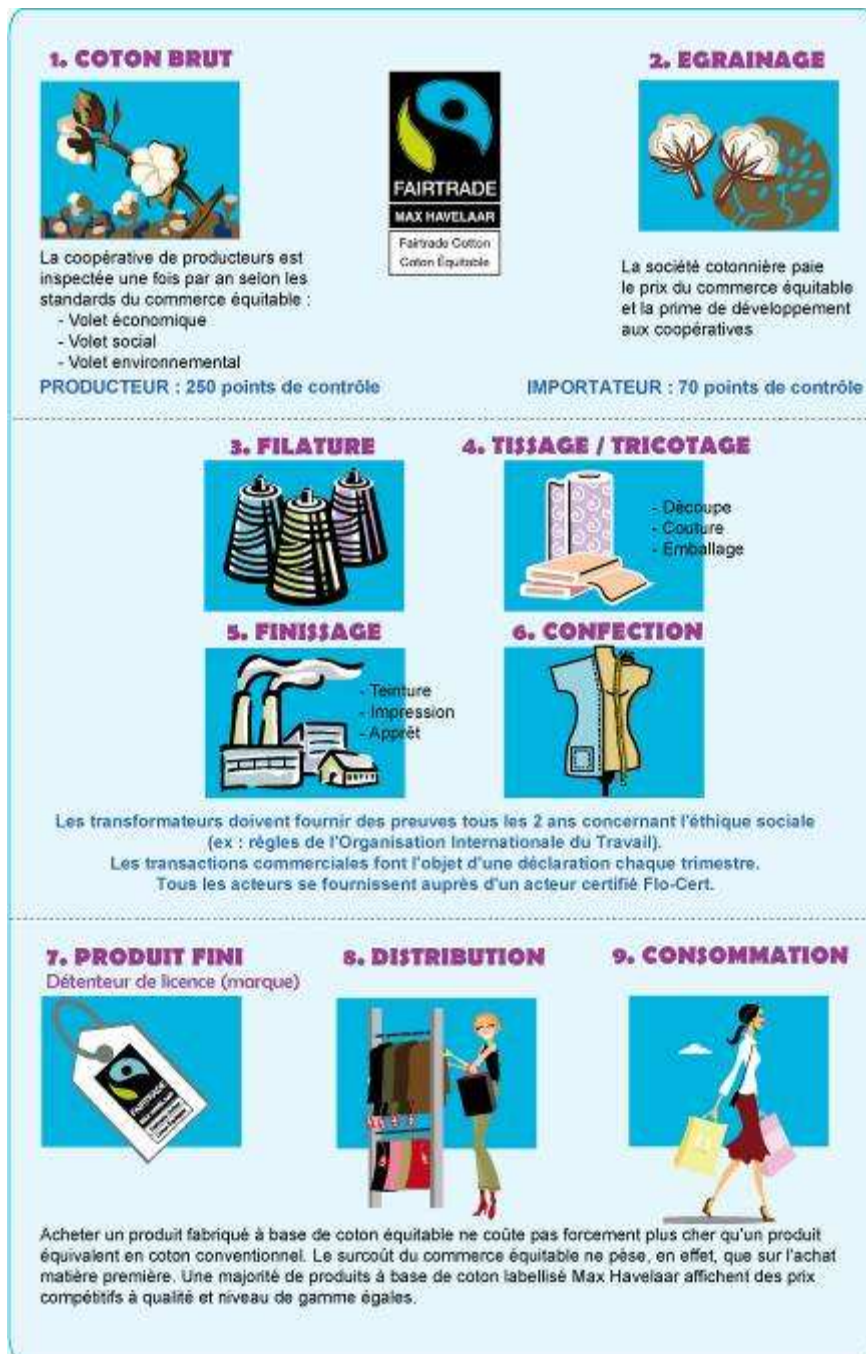 1. COTON BRUT
2. EGRAINAGE
FAIRTRADE
MAX HAVELAAR
Fairtrade Cotton
Coton Équitable
La coopérative de producteurs est
inspectée une fois par an selon les
standards du commerce équitable :
- Volet économique
- Volet social
- Volet environnemental
PRODUCTEUR : 250 points de contrôle
La société cotonnière paie
le prix du commerce équitable
et la prime de développement
aux coopératives
IMPORTATEUR : 70 points de contrôle
3. FILATURE
4. TISSAGE / TRICOTAGE
- Découpe
- Couture
- Emballage
5. FINISSAGE
- Teinture
- Impression
- Apprêt
6. CONFECTION
Les transformateurs doivent fournir des preuves tous les 2 ans concernant l'éthique sociale
(ex : règles de l'Organisation Internationale du Travail).
Les transactions commerciales font l'objet d'une déclaration chaque trimestre.
Tous les acteurs se fournissent auprès d'un acteur certifié Flo-Cert.
7. PRODUIT FINI
Détenteur de licence (marque)
FAIRTRADE
MAX HAVELAAR
Fairtrade Cotton
Coton Équitable
8. DISTRIBUTION
9. CONSOMMATION
Acheter un produit fabriqué à base de coton équitable ne coûte pas forcement plus cher qu'un produit
équivalent en coton conventionnel. Le surcoût du commerce équitable ne pèse, en effet, que sur l'achat
matière première. Une majorité de produits à base de coton labellisé Max Havelaar affichent des prix
compétitifs à qualité et niveau de gamme égales.